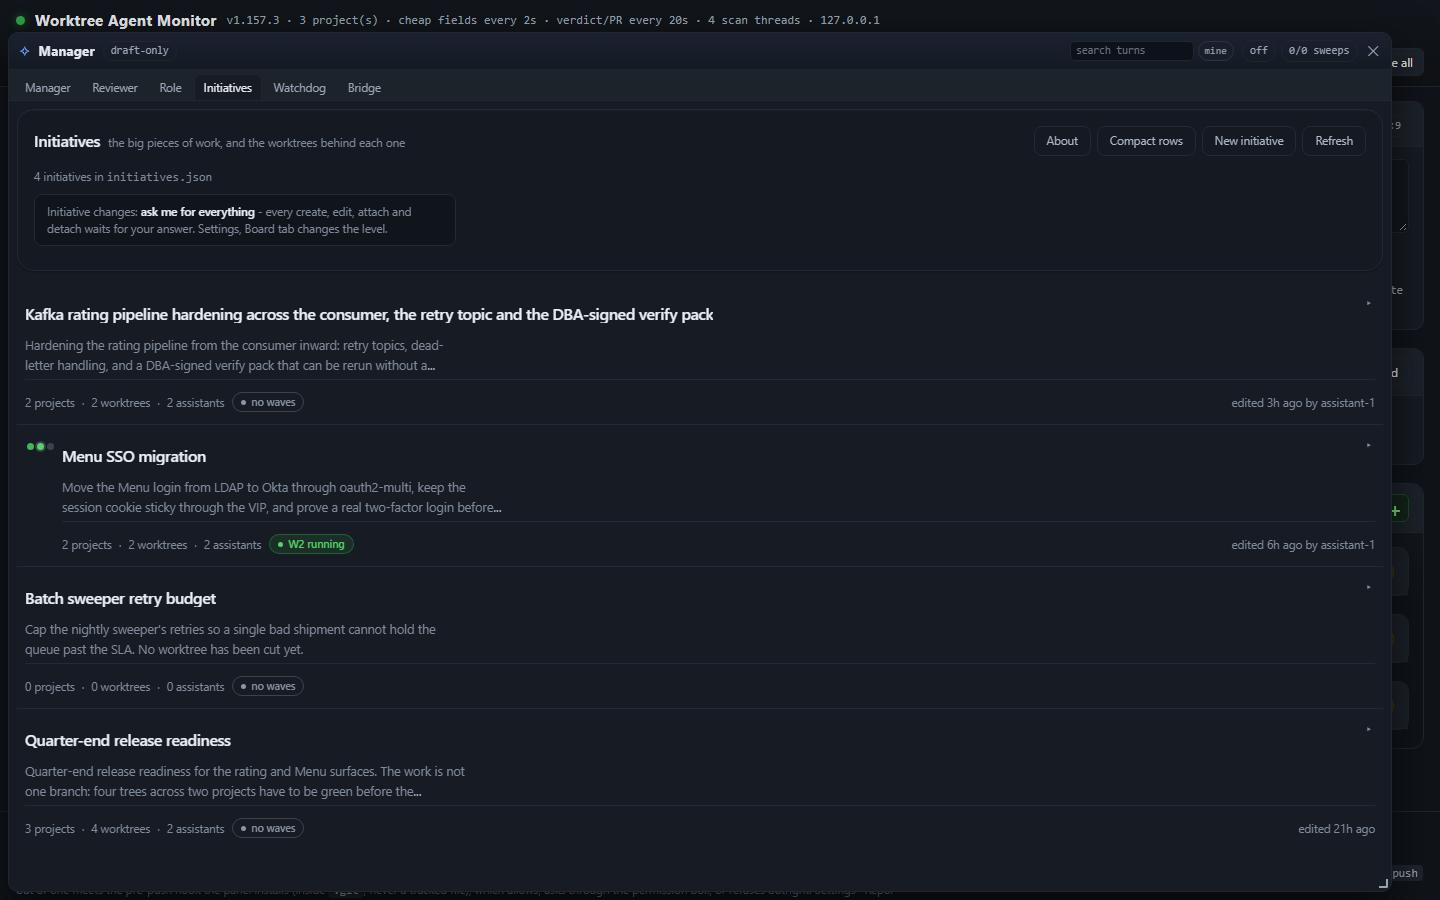 Worktree Agent Monitor v1.157.3 · 3 project(s) · cheap fields every 2s · verdict/PR every 20s · 4 scan threads · 127.0.0.1
Manager draft-only search turns mine off 0/0 sweeps
e all
Manager Reviewer Role Initiatives Watchdog Bridge
:9
Initiatives the big pieces of work, and the worktrees behind each one About Compact rows New initiative Refresh
4 initiatives in initiatives.json
Initiative changes: ask me for everything - every create, edit, attach and
detach waits for your answer. Settings, Board tab changes the level.
te
Kafka rating pipeline hardening across the consumer, the retry topic and the DBA-signed verify pack
Hardening the rating pipeline from the consumer inward: retry topics, dead-
letter handling, and a DBA-signed verify pack that can be rerun without a...
d
2 projects · 2 worktrees · 2 assistants no waves edited 3h ago by assistant-1
Menu SSO migration
Move the Menu login from LDAP to Okta through oauth2-multi, keep the
session cookie sticky through the VIP, and prove a real two-factor login before...
+
2 projects · 2 worktrees · 2 assistants W2 running edited 6h ago by assistant-1
Batch sweeper retry budget
Cap the nightly sweeper's retries so a single bad shipment cannot hold the
queue past the SLA. No worktree has been cut yet.
0 projects · 0 worktrees · 0 assistants no waves
Quarter-end release readiness
Quarter-end release readiness for the rating and Menu surfaces. The work is not
one branch: four trees across two projects have to be green before the...
3 projects · 4 worktrees · 2 assistants no waves edited 21h ago
push